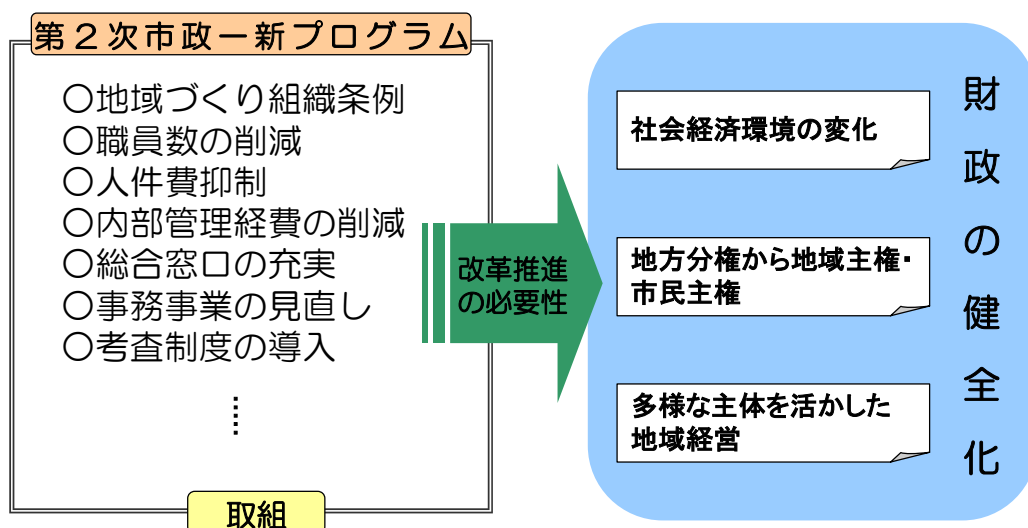 第２次市政一新プログラム
○地域づくり組織条例
○職員数の削減
○人件費抑制
○内部管理経費の削減
○総合窓口の充実
○事務事業の見直し
○考査制度の導入
⋮
取組
改革推進
の必要性
社会経済環境の変化
地方分権から地域主権・
市民主権
多様な主体を活かした
地域経営
財政の健全化